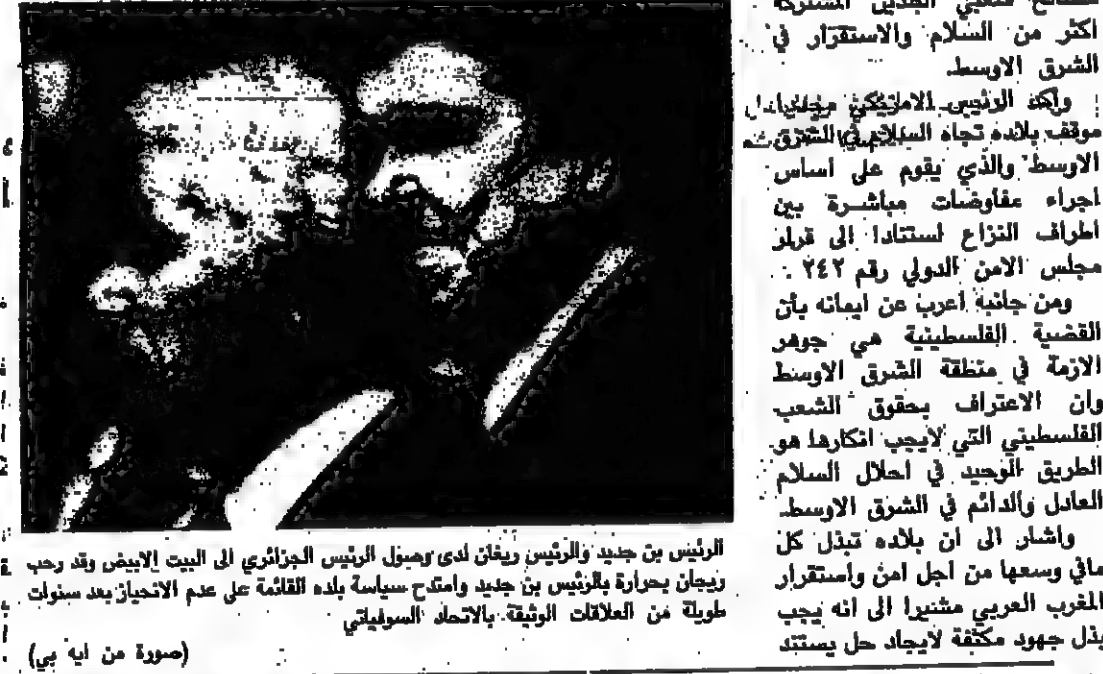 شعبي البلدين المشتركة
اكثر من السلام والاستقرار في
الشرق الاوسط.
واكد الرئيس الامريكي مجددا
موقف بلاده تجاه السلام في الشرق
الاوسط والذي يقوم على اساس
اجراء مفاوضات مباشرة بين
اطراف النزاع استنادا الى قرار
مجلس الامن الدولي رقم ٢٤٢ .
ومن جانبه اعرب عن ايمانه بأن
القضية الفلسطينية هي جوهر
الازمة في منطقة الشرق الاوسط
وان الاعتراف بحقوق الشعب
الفلسطيني التي لايجب انكارها هو
الطريق الوحيد في احلال السلام
العادل والدائم في الشرق الاوسط.
واشار الى ان بلاده تبذل كل
مافي وسعها من اجل امن واستقرار
المغرب العربي مشيرا الى انه يجب
بذل جهود مكثفة لايجاد حل يستند
الرئيس بن جديد والرئيس ريغان لدى وصول الرئيس الجزائري الى البيت الابيض وقد رحب
ريجان بحرارة بالرئيس بن جديد وامتدح سياسة بلده القائمة على عدم الانحياز بعد سنوات
طويلة من العلاقات الوثيقة بالاتحاد السوفياتي
(صورة من ايه بي)